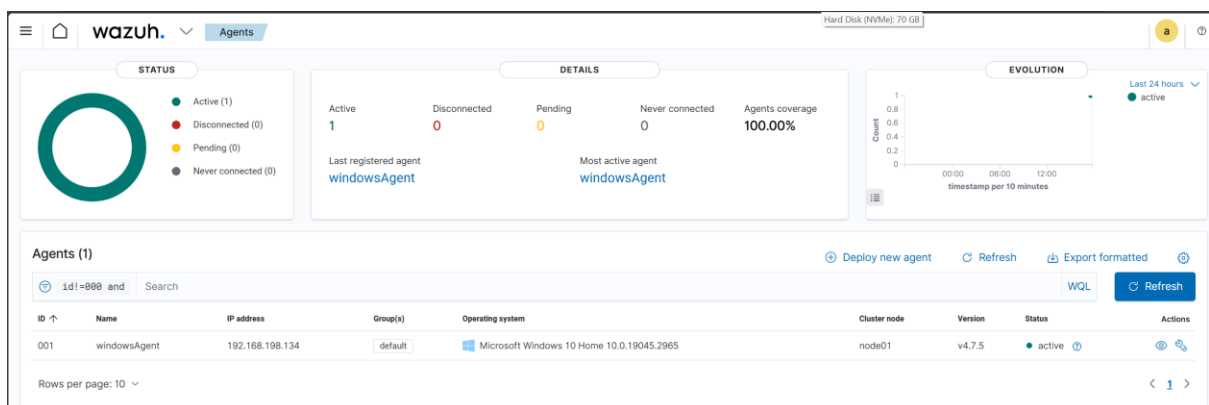 Hard Disk (NVMe): 70 GB
wazuh. Agents a
STATUS
Active (1)
Disconnected (0)
Pending (0)
Never connected (0)
DETAILS
Active Disconnected Pending Never connected Agents coverage
1 0 0 0 100.00%
Last registered agent Most active agent
windowsAgent windowsAgent
EVOLUTION
Last 24 hours
active
Count
1
0.8
0.6
0.4
0.2
0
00:00 06:00 12:00
timestamp per 10 minutes
Agents (1)
Deploy new agent Refresh Export formatted
id!=000 and Search WQL Refresh
ID Name IP address Group(s) Operating system Cluster node Version Status Actions
001 windowsAgent 192.168.198.134 default Microsoft Windows 10 Home 10.0.19045.2965 node01 v4.7.5 active
Rows per page: 10 1